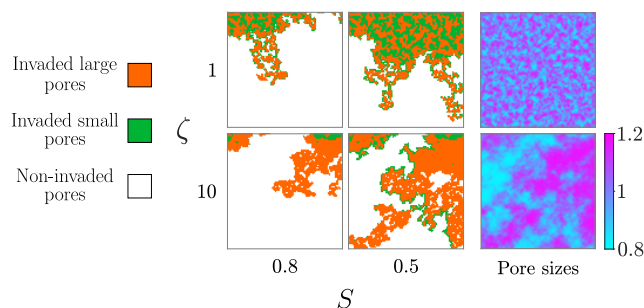 Invaded large
pores
Invaded small
pores
Non-invaded
pores
ζ
1
10
0.8
0.5
S
Pore sizes
1.2
1
0.8